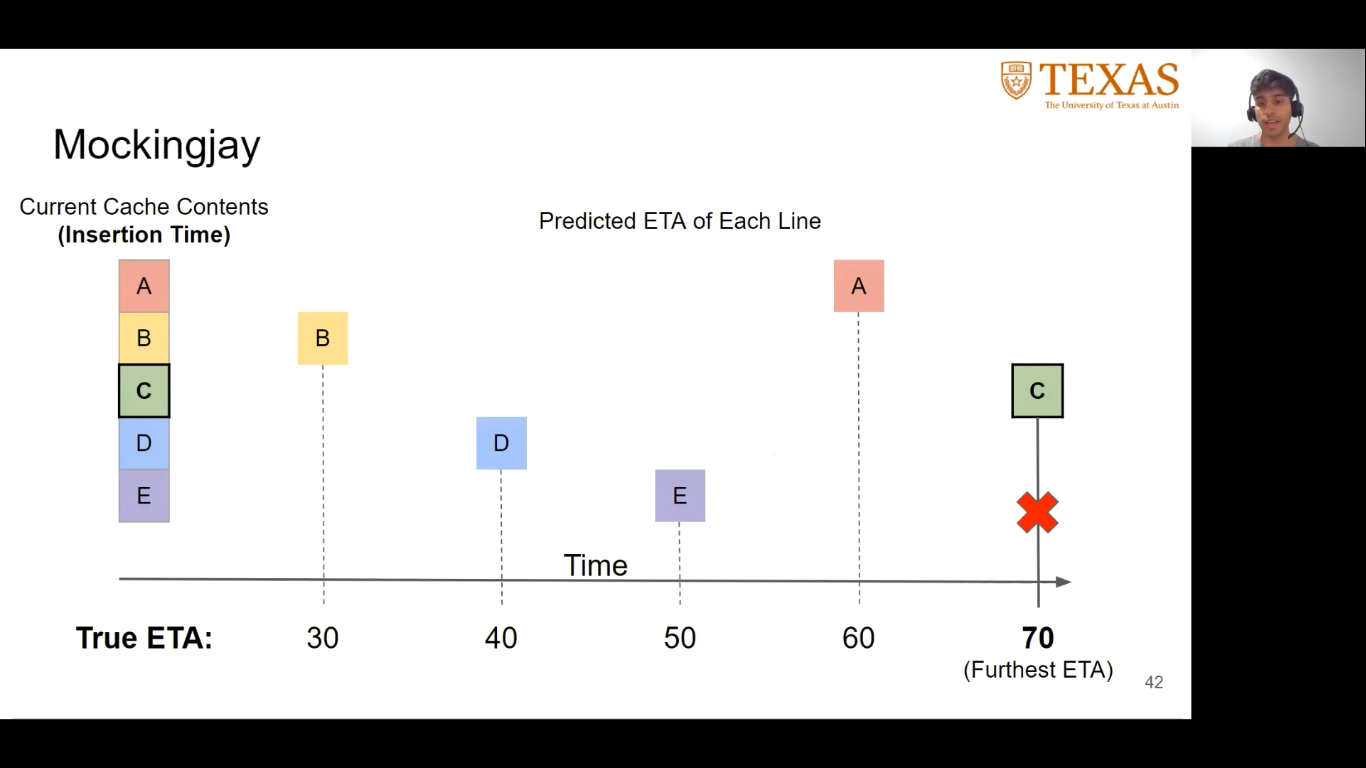 TEXAS
The University of Texas at Austin
Mockingjay
Current Cache Contents
(Insertion Time)
Predicted ETA of Each Line
A
B
C
D
E
B
D
E
A
C
Time
True ETA:
30
40
50
60
70
(Furthest ETA)
42